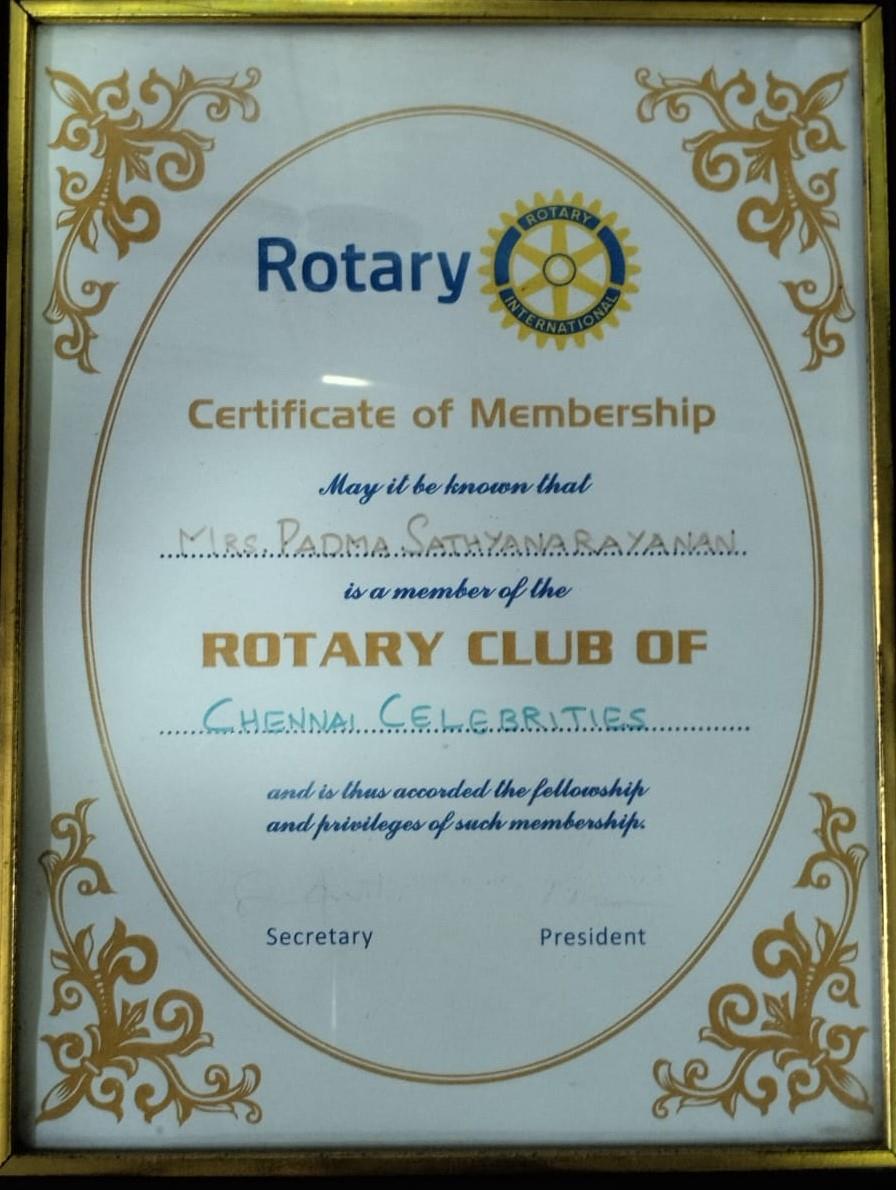 Rotary
ROTARY
INTERNATIONAL
Certificate of Membership
May it be known that
MRS. PADMA SATHYANARAYANAN
is a member of the
ROTARY CLUB OF
CHENNAI CELEBRITIES
and is thus accorded the fellowship
and privileges of such membership.
Secretary President